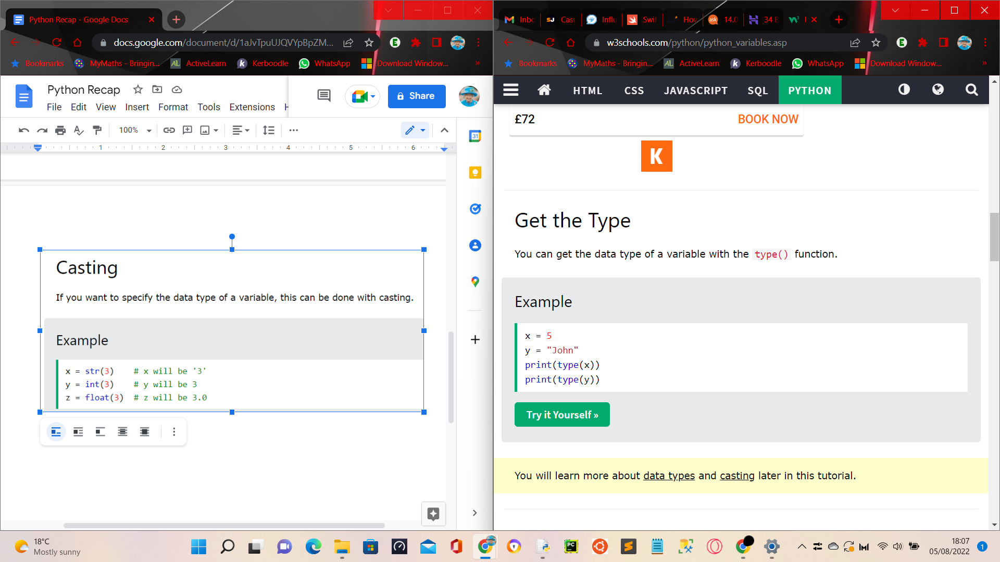 Python Recap - Google Docs
docs.google.com/document/d/1aJvTpuUJQVYpBpZM...
Bookmarks
MyMaths - Bringin...
ActiveLearn
Kerboodle
WhatsApp
Download Window...
»
Python Recap
Share
File Edit View Insert Format Tools Extensions H
100%
1 2 3 4 5 6
31
Casting
If you want to specify the data type of a variable, this can be done with casting.
Example
x = str(3)    # x will be '3'
y = int(3)    # y will be 3
z = float(3)  # z will be 3.0
Inbo
SJ Cas
Influ
Swif
How
ask 14.0
34 E
w3schools.com/python/python_variables.asp
Bookmarks
MyMaths - Bringin...
AL ActiveLearn
k Kerboodle
WhatsApp
Download Window...
»
HTML CSS JAVASCRIPT SQL PYTHON
£72
BOOK NOW
K
Get the Type
You can get the data type of a variable with the type() function.
Example
x = 5
y = "John"
print(type(x))
print(type(y))
Try it Yourself »
You will learn more about data types and casting later in this tutorial.
18°C
Mostly sunny
PC
18:07
05/08/2022
1